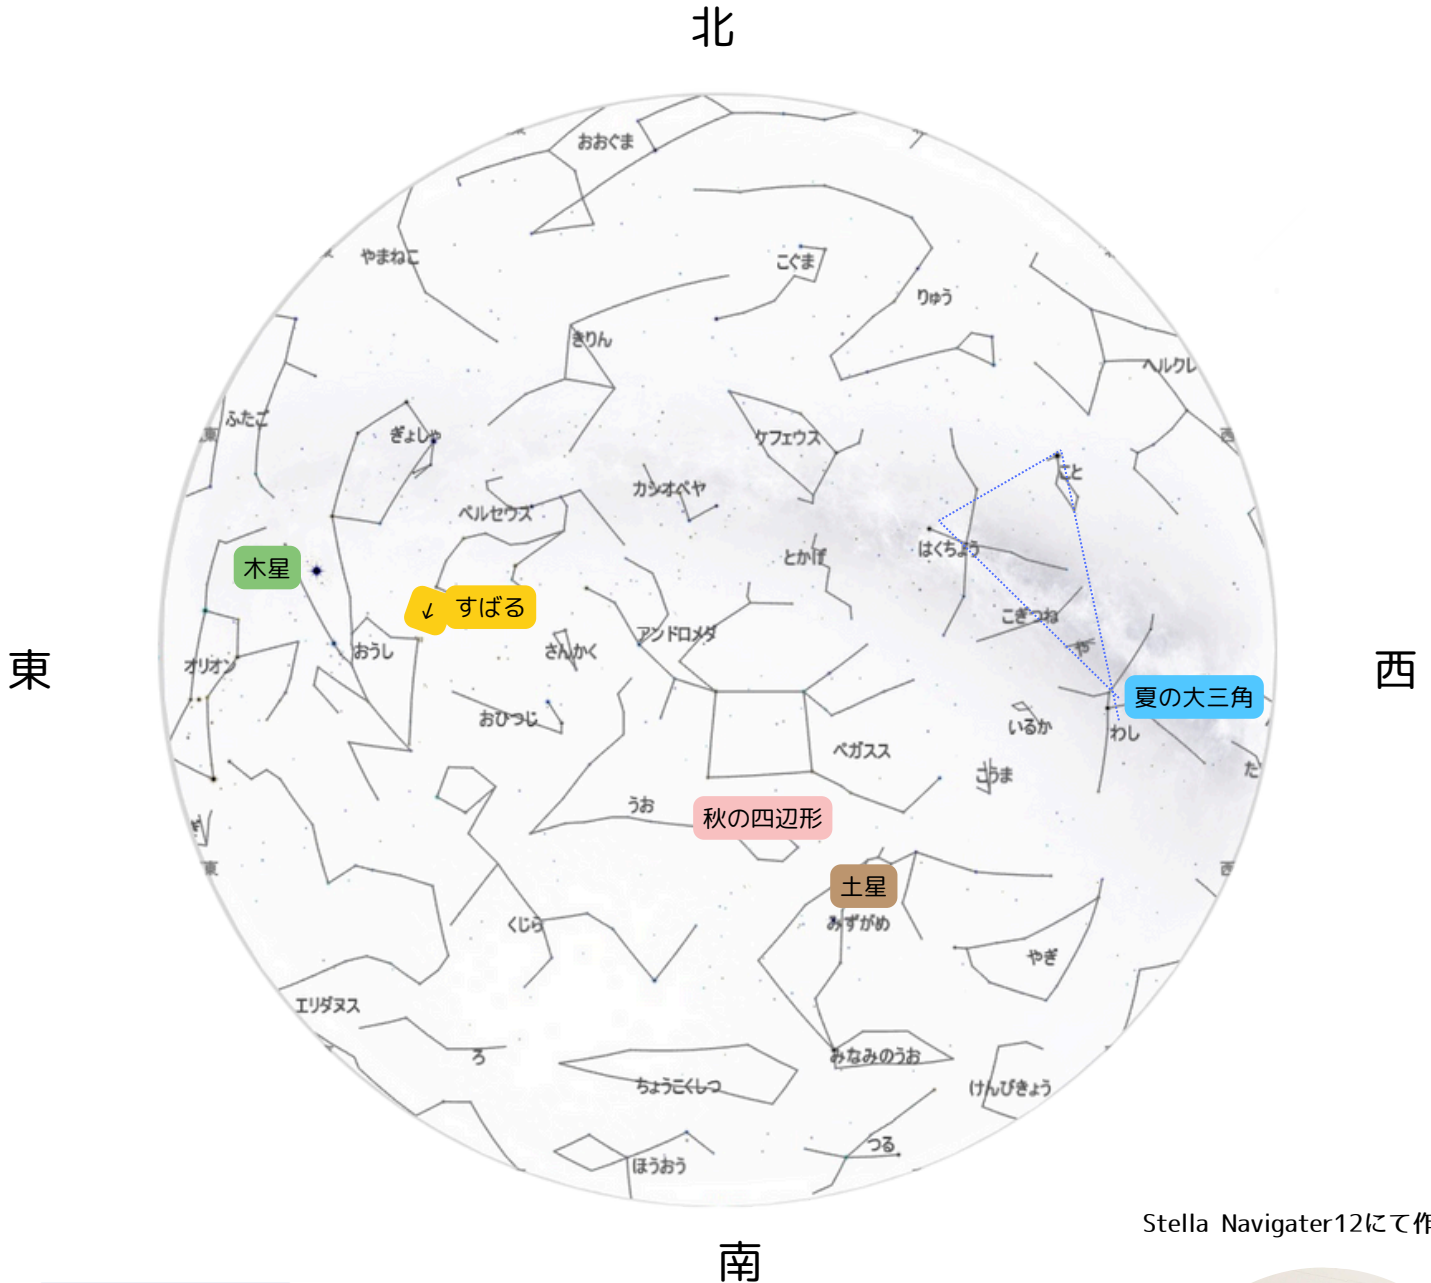 北
おおぐま
やまねこ
こぐま
りゅう
きりん
ヘルクレ
ふたご
東
ぎょしゃ
ケフェウス
西
こと
カシオペヤ
ペルセウス
はくちょう
とかげ
木星
↓
すばる
こぎつね
アンドロメダ
さんかく
おうし
や
オリオン
東
西
夏の大三角
おひつじ
いるか
わし
ペガスス
こうま
た
うお
秋の四辺形
東
西
土星
みずがめ
くじら
やぎ
エリダヌス
ろ
みなみのうお
ちょうこくしつ
けんびきょう
つる
ほうおう
Stella Navigater12にて作
南